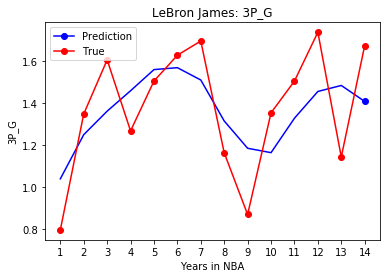 LeBron James: 3P_G
Prediction
True
3P_G
1.6
1.4
1.2
1.0
0.8
1 2 3 4 5 6 7 8 9 10 11 12 13 14
Years in NBA